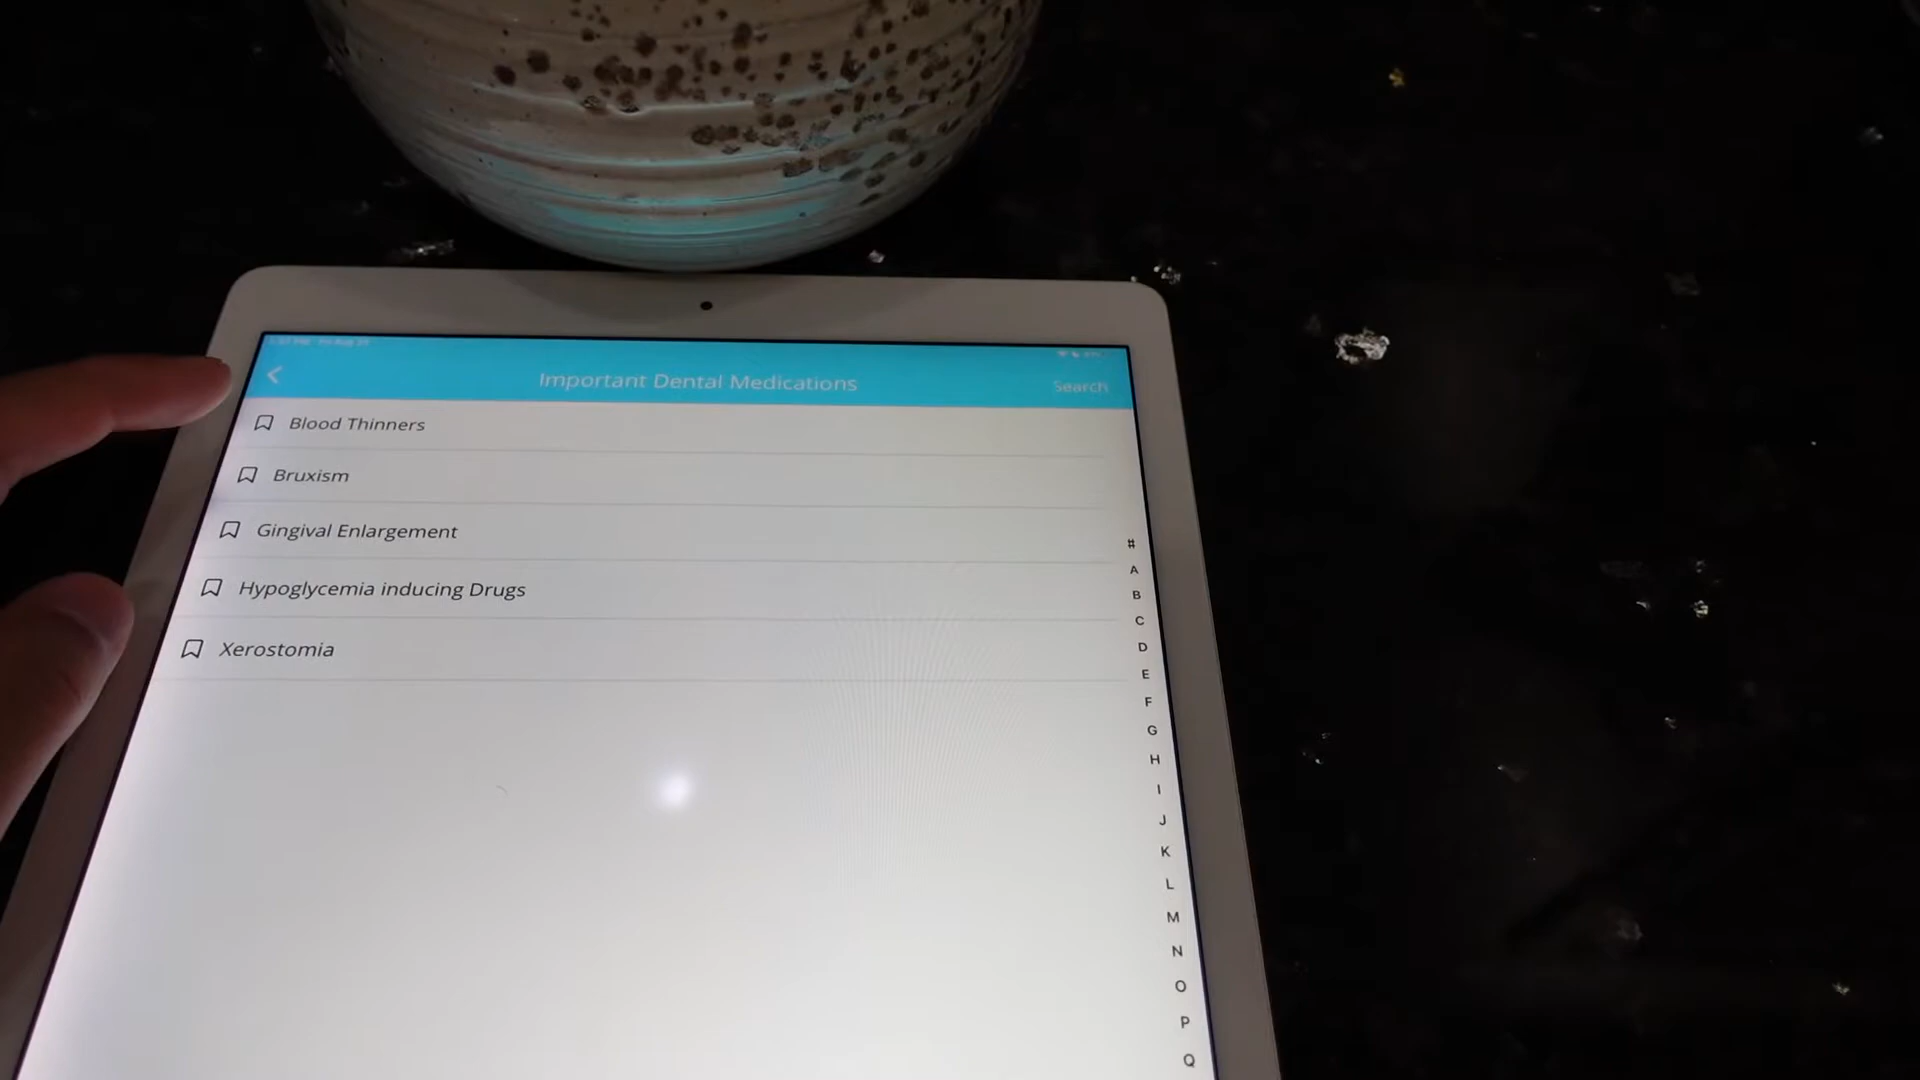 Important Dental Medications
Search
Blood Thinners
Bruxism
Gingival Enlargement
Hypoglycemia inducing Drugs
Xerostomia
#
A
B
C
D
E
F
G
H
I
J
K
L
M
N
O
P
Q